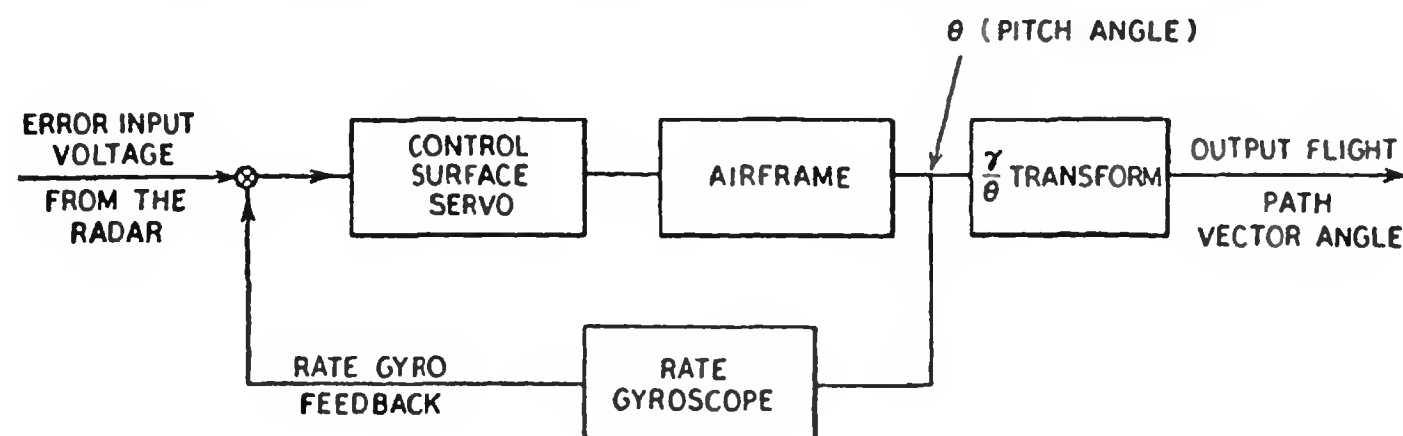 θ (PITCH ANGLE)
ERROR INPUT
VOLTAGE
FROM THE
RADAR
CONTROL
SURFACE
SERVO
AIRFRAME
γ/θ TRANSFORM
OUTPUT FLIGHT
PATH
VECTOR ANGLE
RATE GYRO
FEEDBACK
RATE
GYROSCOPE